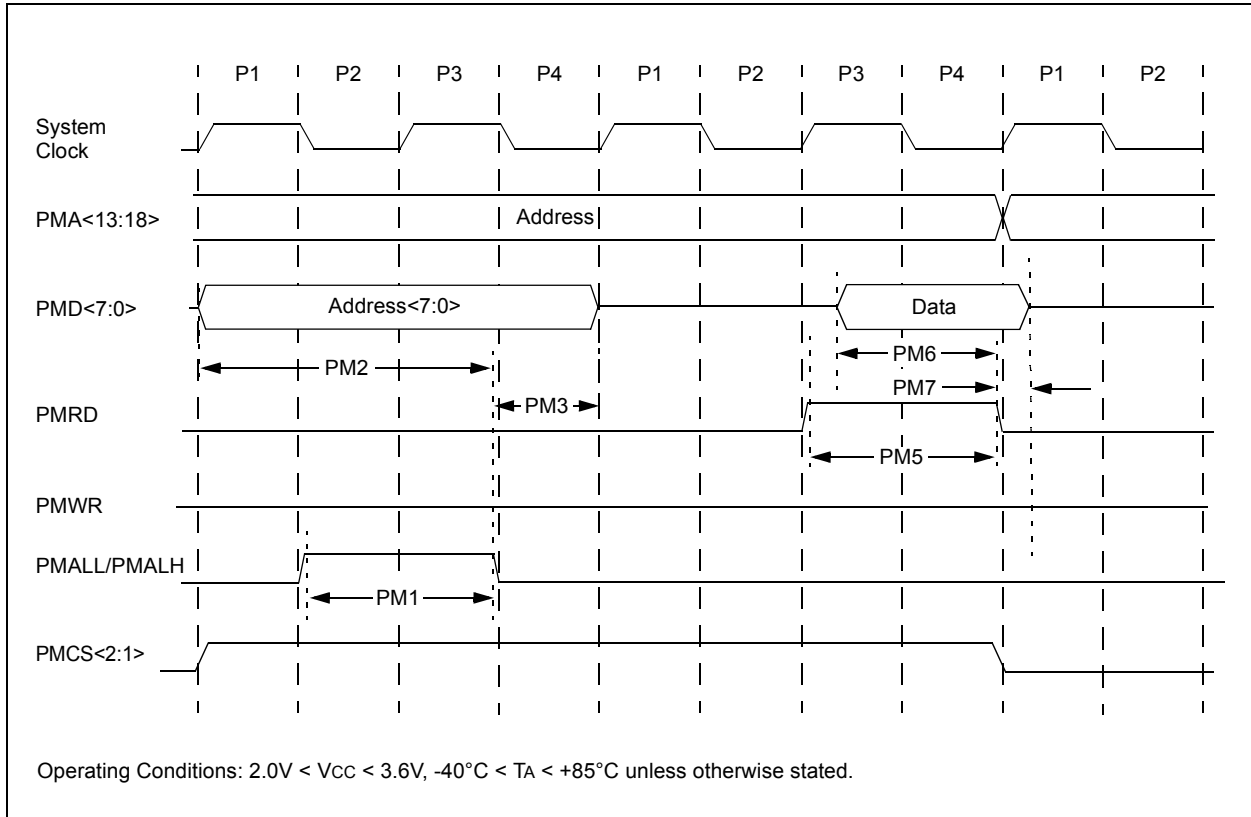 P1 P2 P3 P4 P1 P2 P3 P4 P1 P2
System
Clock
PMA<13:18>
Address
PMD<7:0>
Address<7:0>
Data
PM2
PM6
PM7
PM3
PMRD
PM5
PMWR
PMALL/PMALH
PM1
PMCS<2:1>
Operating Conditions: 2.0V < VCC < 3.6V, -40°C < TA < +85°C unless otherwise stated.